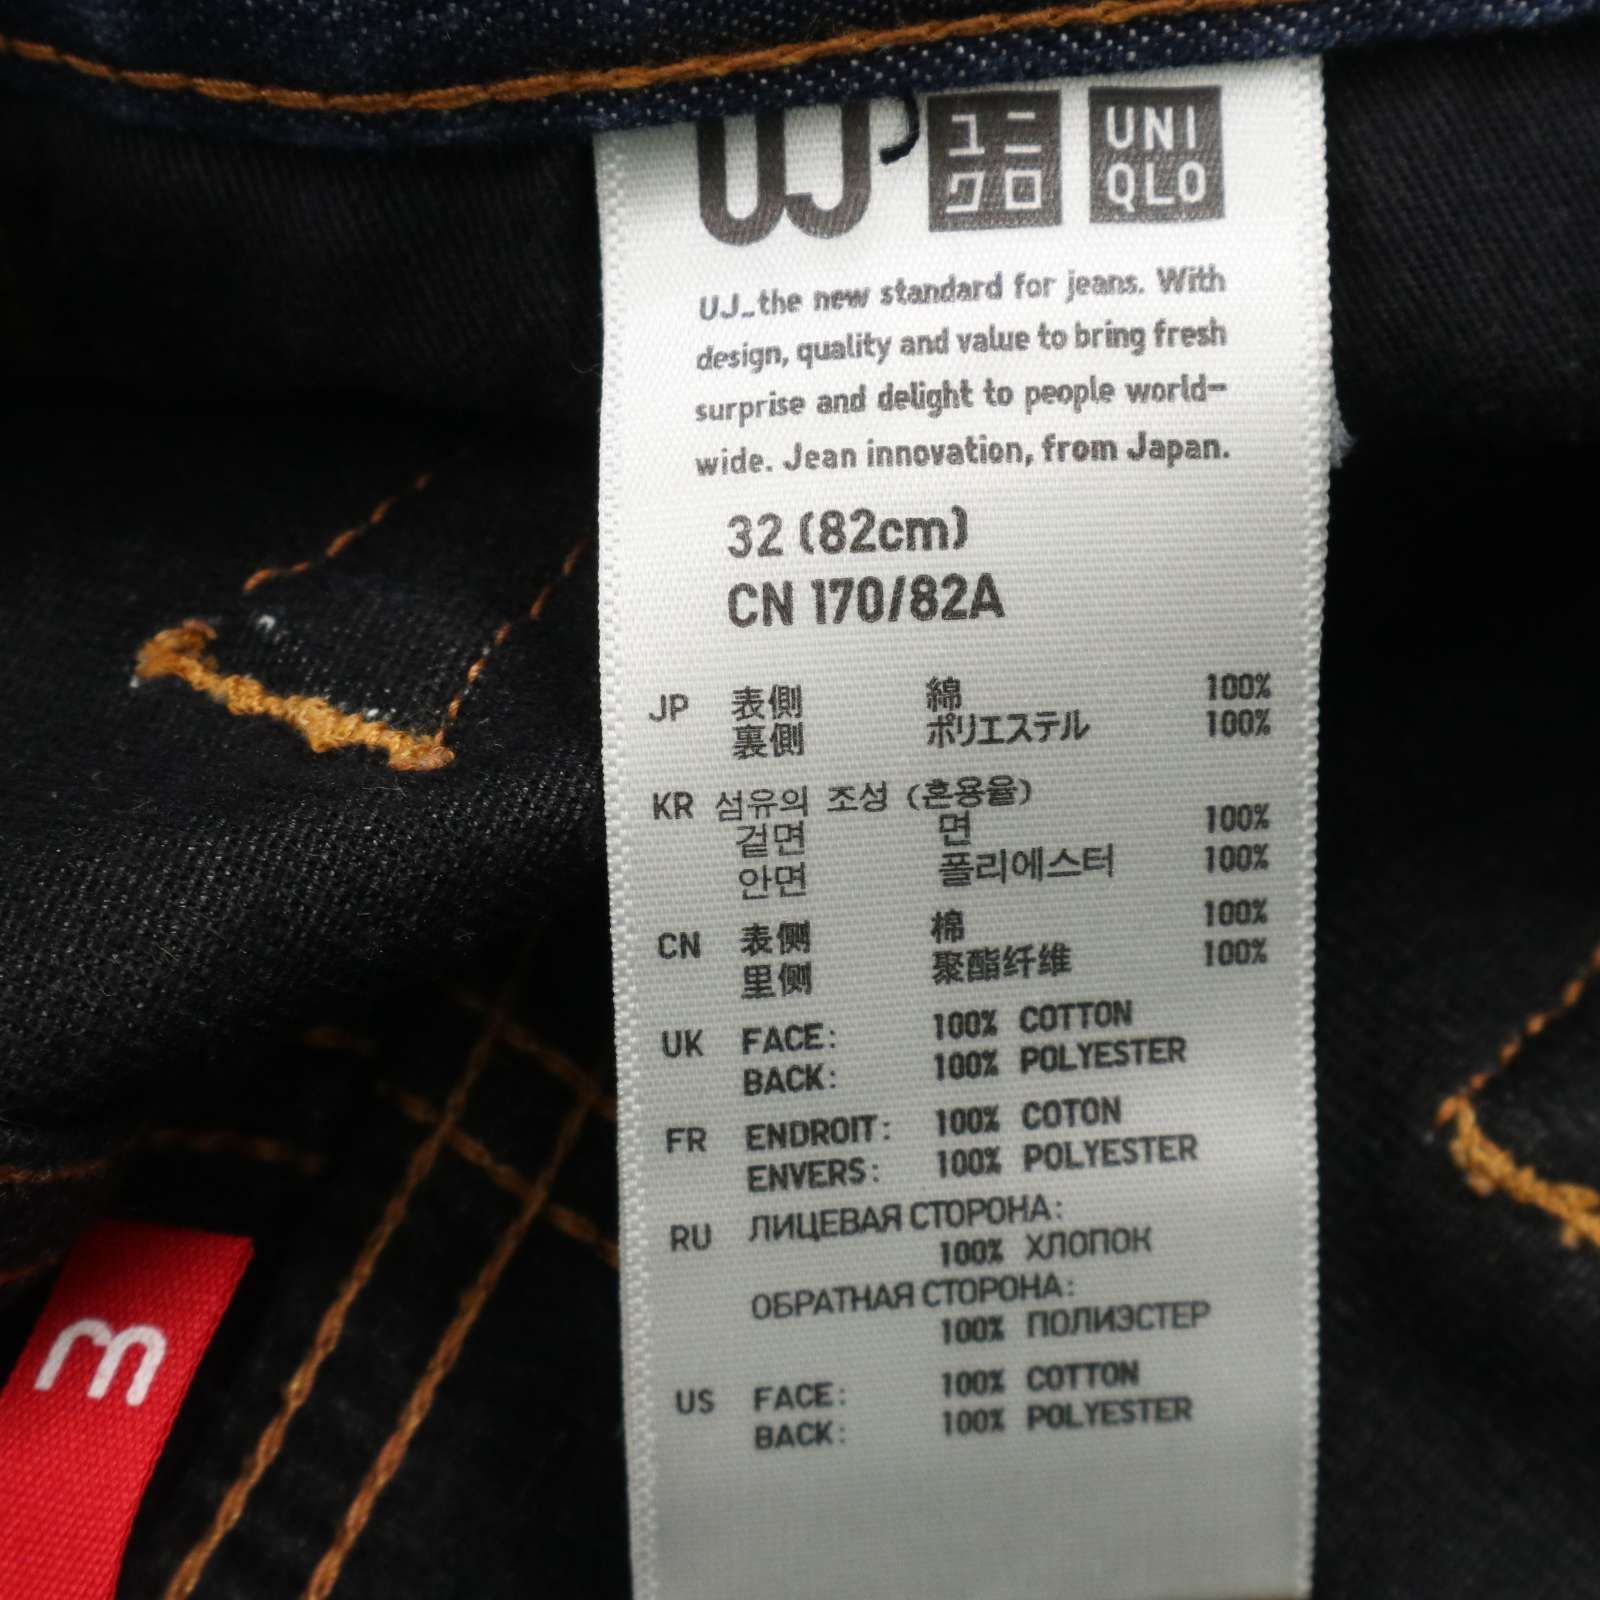 UJ ユニ UNI
クロ QLO
UJ_the new standard for jeans. With
design, quality and value to bring fresh
surprise and delight to people world-
wide. Jean innovation, from Japan.
32 (82cm)
CN 170/82A
JP 表側 綿 100%
裏側 ポリエステル 100%
KR 섬유의 조성 (혼용율)
겉면 면 100%
안면 폴리에스터 100%
CN 表侧 棉 100%
里侧 聚酯纤维 100%
UK FACE: 100% COTTON
BACK: 100% POLYESTER
FR ENDROIT: 100% COTON
ENVERS: 100% POLYESTER
RU ЛИЦЕВАЯ СТОРОНА:
100% ХЛОПОК
ОБРАТНАЯ СТОРОНА:
100% ПОЛИЭСТЕР
US FACE: 100% COTTON
BACK: 100% POLYESTER